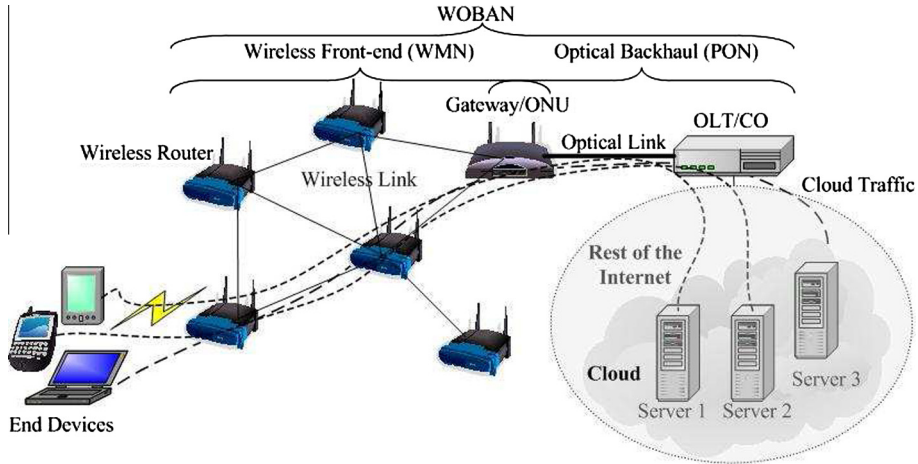 WOBAN
Wireless Front-end (WMN)
Optical Backhaul (PON)
Gateway/ONU
OLT/CO
Optical Link
Wireless Router
Wireless Link
Cloud Traffic
Rest of the
Internet
Cloud
Server 1
Server 2
Server 3
End Devices